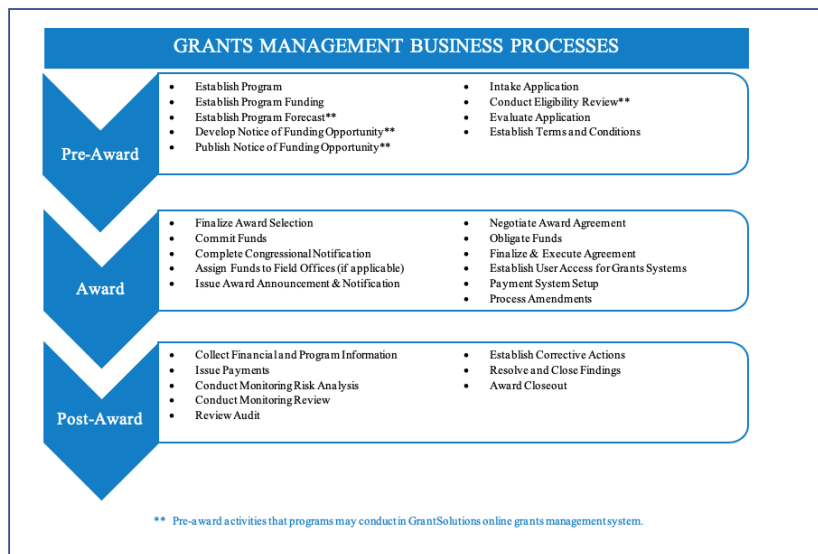 GRANTS MANAGEMENT BUSINESS PROCESSES
Pre-Award
• Establish Program
• Establish Program Funding
• Establish Program Forecast**
• Develop Notice of Funding Opportunity**
• Publish Notice of Funding Opportunity**
• Intake Application
• Conduct Eligibility Review**
• Evaluate Application
• Establish Terms and Conditions
Award
• Finalize Award Selection
• Commit Funds
• Complete Congressional Notification
• Assign Funds to Field Offices (if applicable)
• Issue Award Announcement & Notification
• Negotiate Award Agreement
• Obligate Funds
• Finalize & Execute Agreement
• Establish User Access for Grants Systems
• Payment System Setup
• Process Amendments
Post-Award
• Collect Financial and Program Information
• Issue Payments
• Conduct Monitoring Risk Analysis
• Conduct Monitoring Review
• Review Audit
• Establish Corrective Actions
• Resolve and Close Findings
• Award Closeout
** Pre-award activities that programs may conduct in GrantSolutions online grants management system.